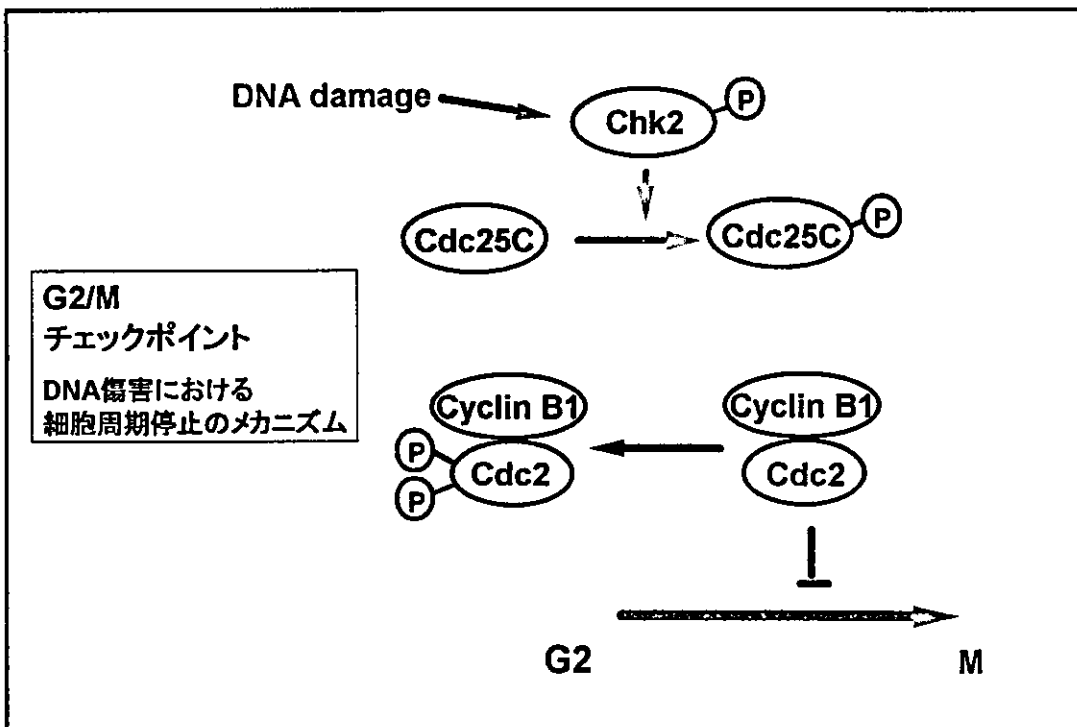 DNA damage
Chk2
P
Cdc25C
Cdc25C
P
G2/M
チェックポイント
DNA傷害における
細胞周期停止のメカニズム
Cyclin B1
Cyclin B1
P
Cdc2
Cdc2
P
G2
M